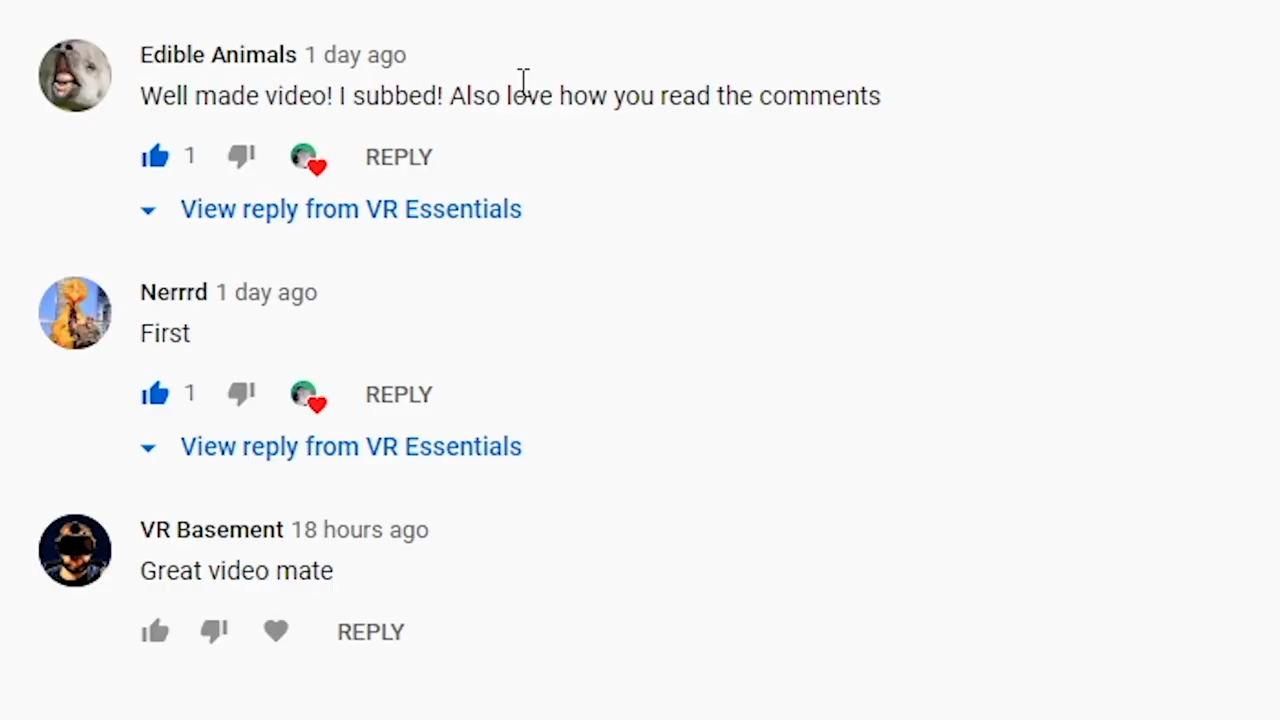 Edible Animals 1 day ago
Well made video! I subbed! Also love how you read the comments
1 REPLY
View reply from VR Essentials
Nerrrd 1 day ago
First
1 REPLY
View reply from VR Essentials
VR Basement 18 hours ago
Great video mate
REPLY